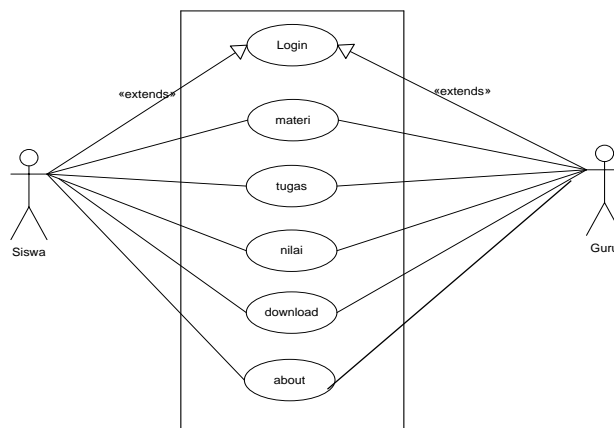 Login
«extends»
«extends»
materi
tugas
nilai
Siswa
Guru
download
about